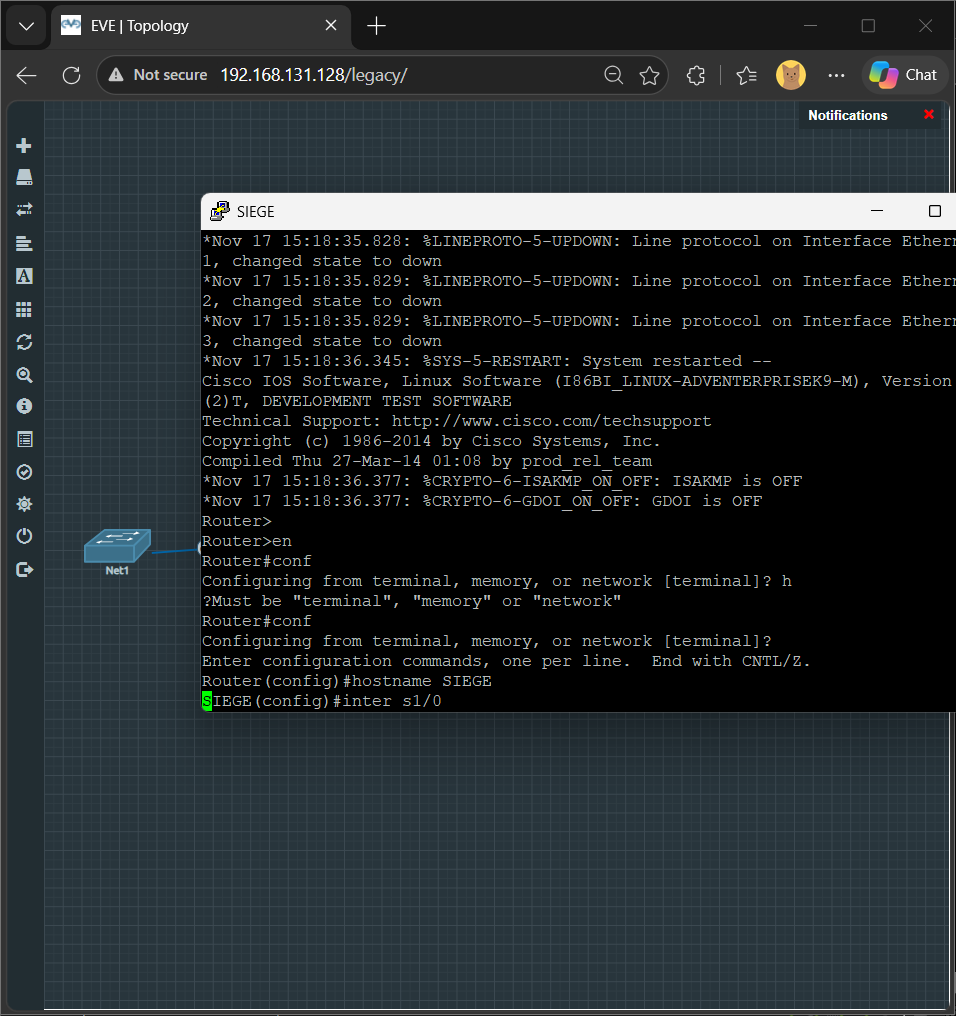 EVE | Topology
Not secure 192.168.131.128/legacy/
Chat
Notifications
SIEGE
*Nov 17 15:18:35.828: %LINEPROTO-5-UPDOWN: Line protocol on Interface Ether
1, changed state to down
*Nov 17 15:18:35.829: %LINEPROTO-5-UPDOWN: Line protocol on Interface Ether
2, changed state to down
*Nov 17 15:18:35.829: %LINEPROTO-5-UPDOWN: Line protocol on Interface Ether
3, changed state to down
*Nov 17 15:18:36.345: %SYS-5-RESTART: System restarted --
Cisco IOS Software, Linux Software (I86BI_LINUX-ADVENTERPRISEK9-M), Version
(2)T, DEVELOPMENT TEST SOFTWARE
Technical Support: http://www.cisco.com/techsupport
Copyright (c) 1986-2014 by Cisco Systems, Inc.
Compiled Thu 27-Mar-14 01:08 by prod_rel_team
*Nov 17 15:18:36.377: %CRYPTO-6-ISAKMP_ON_OFF: ISAKMP is OFF
*Nov 17 15:18:36.377: %CRYPTO-6-GDOI_ON_OFF: GDOI is OFF
Router>
Router>en
Router#conf
Configuring from terminal, memory, or network [terminal]? h
?Must be "terminal", "memory" or "network"
Router#conf
Configuring from terminal, memory, or network [terminal]?
Enter configuration commands, one per line.  End with CNTL/Z.
Router(config)#hostname SIEGE
SIEGE(config)#inter s1/0
Net1